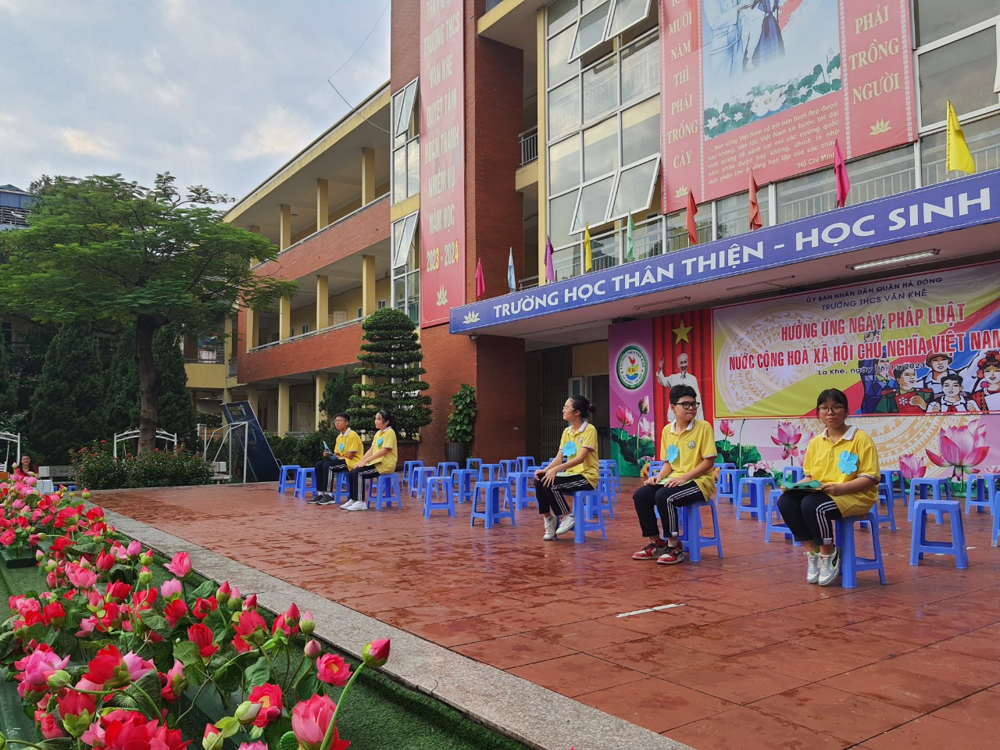 TRƯỜNG THCS
VĂN KHÊ
QUYẾT TÂM
HOÀN THÀNH
NHIỆM VỤ
NĂM HỌC
2023 - 2024
MƯỜI
NĂM
THÌ
PHẢI
TRỒNG
CÂY
PHẢI
TRỒNG
NGƯỜI
"...Non sông Việt Nam có trở nên tươi đẹp được
hay không, dân tộc Việt Nam có bước tới đài
vinh quang để sánh vai với các cường quốc
năm châu được hay không, chính là nhờ
một phần lớn ở công học tập của các cháu"
"Hồ Chí Minh"
TRƯỜNG HỌC THÂN THIỆN - HỌC SINH
ỦY BAN NHÂN DÂN QUẬN HÀ ĐÔNG
TRƯỜNG THCS VĂN KHÊ
HƯỞNG ỨNG NGÀY PHÁP LUẬT
NƯỚC CỘNG HOÀ XÃ HỘI CHỦ NGHĨA VIỆT NAM
La Khê, ngày 06/11/2023